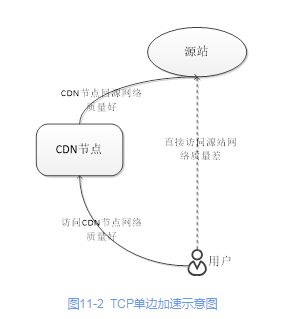 源站
CDN节点回源网络
质量好
CDN节点
直接访问源站网
络质量差
访问CDN节点网络
质量好
用户
图11-2 TCP单边加速示意图